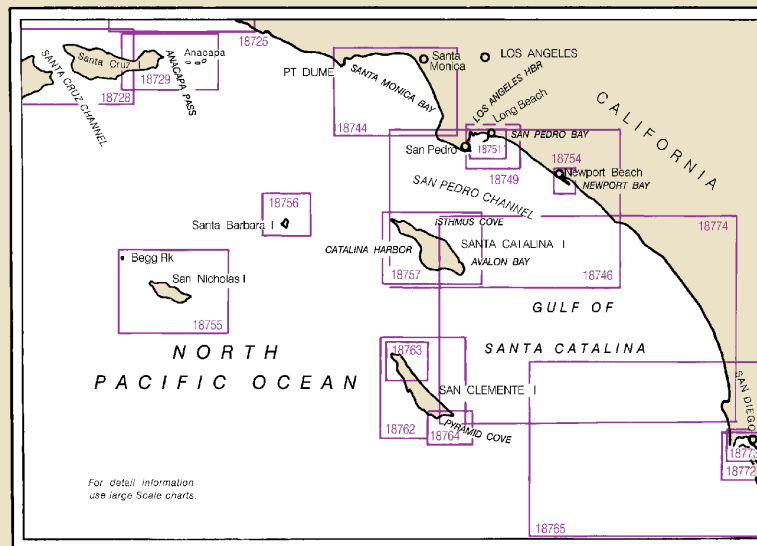 18725
Santa Cruz I
Anacapa
18729
ANACAPA PASS
18728
SANTA CRUZ CHANNEL
PT DUME
Santa
Monica
LOS ANGELES
SANTA MONICA BAY
LOS ANGELES HBR
Long Beach
18744
CALIFORNIA
San Pedro
18751
SAN PEDRO BAY
18749
18754
Newport Beach
NEWPORT BAY
SAN PEDRO CHANNEL
18756
Santa Barbara I
ISTHMUS COVE
18774
CATALINA HARBOR
SANTA CATALINA I
AVALON BAY
Begg Rk
San Nicholas I
18757
18746
18755
GULF OF
SANTA CATALINA
NORTH
PACIFIC OCEAN
18763
SAN CLEMENTE I
SAN DIEGO
18762
18764
PYRAMID COVE
18773
18772
For detail information
use large Scale charts.
18765